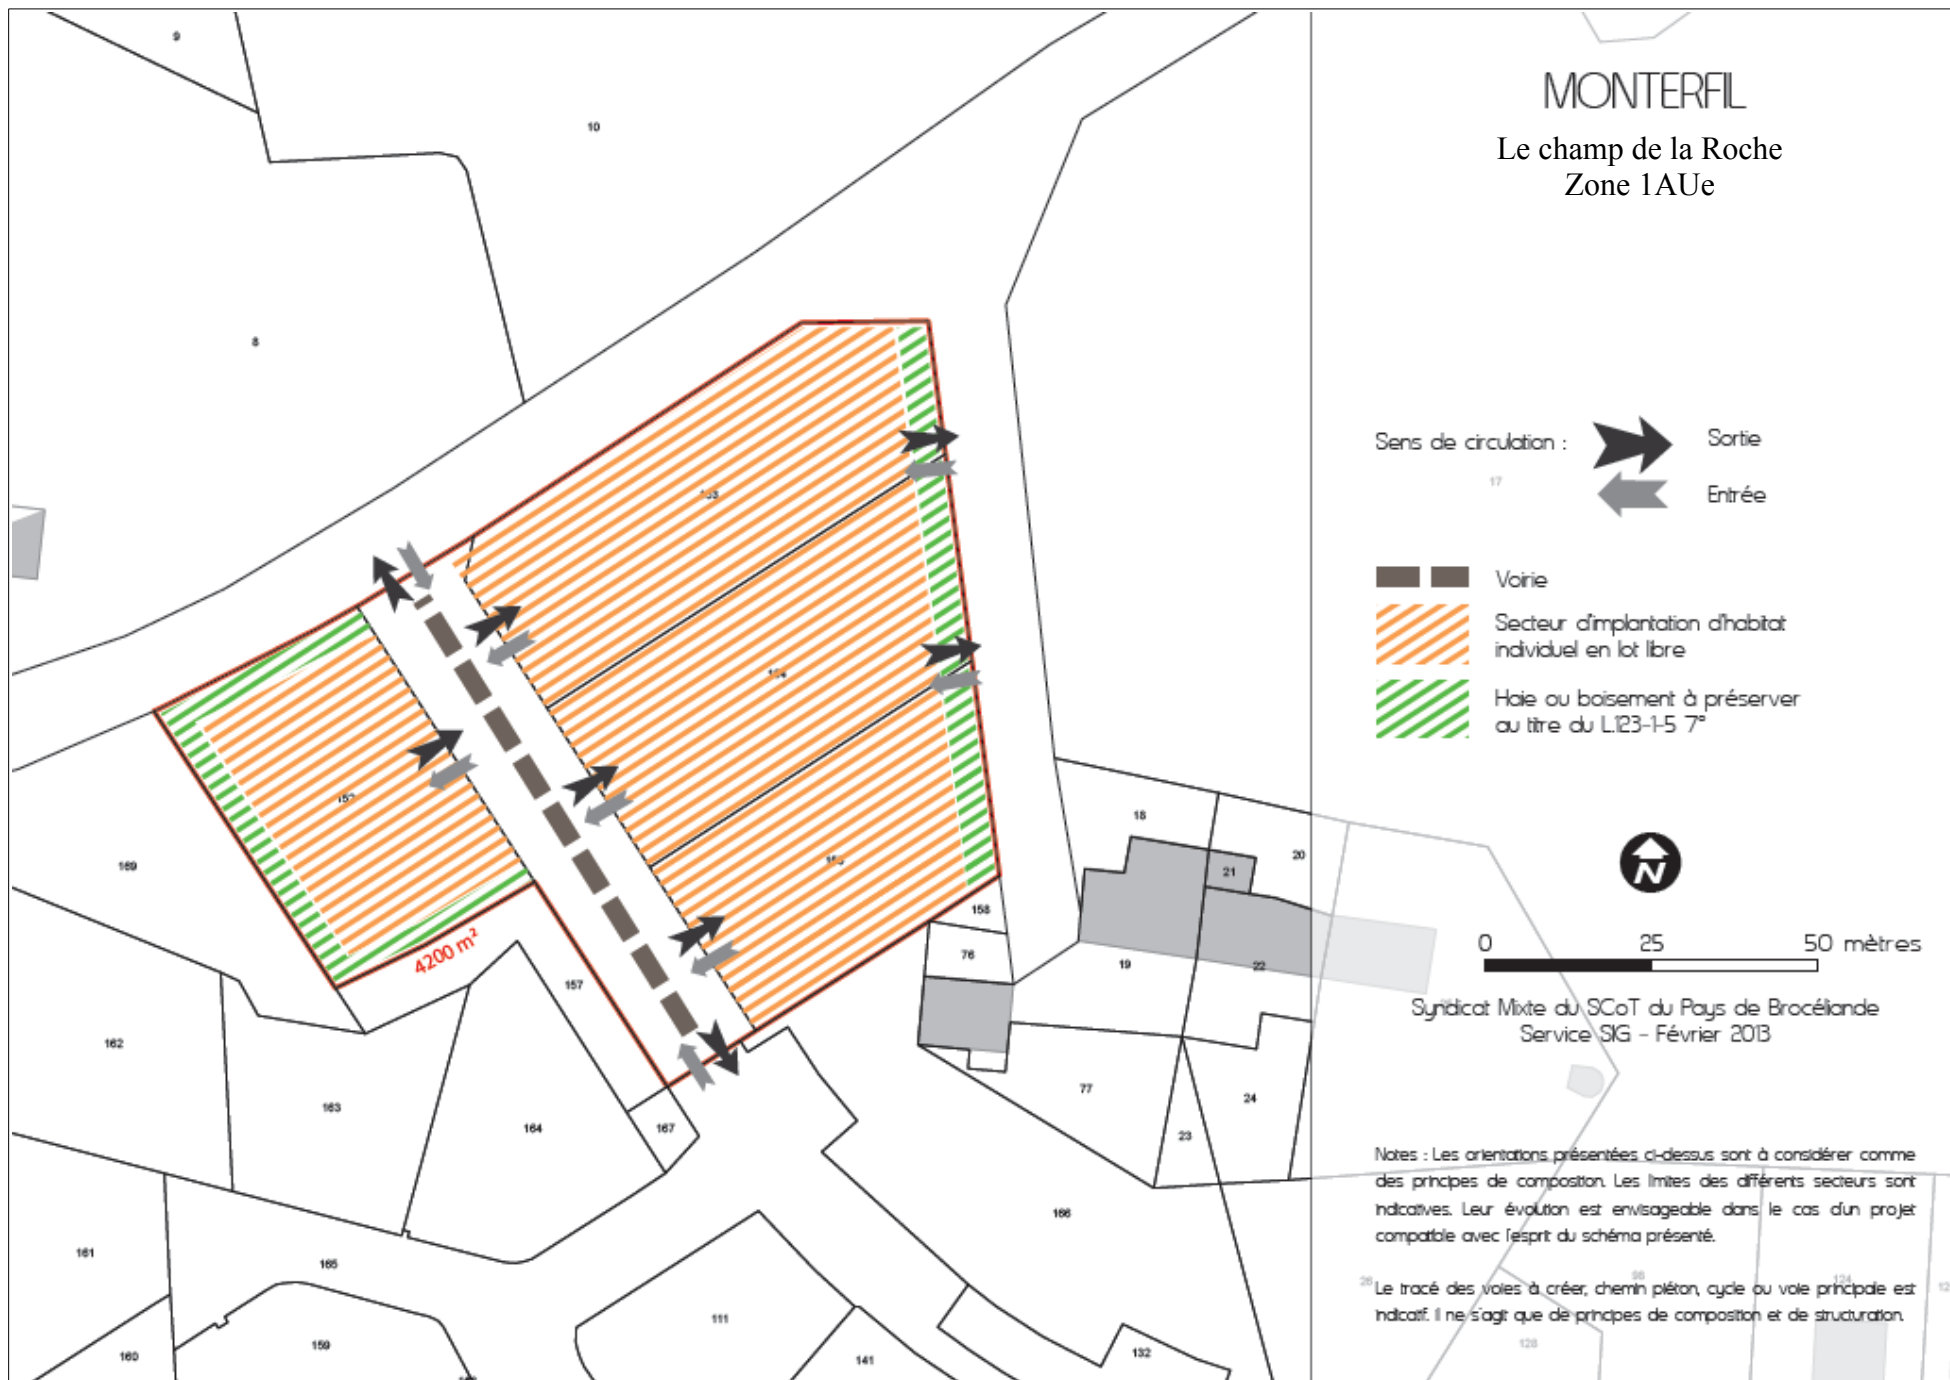 MONTERFIL
Le champ de la Roche
Zone 1AUe
Sens de circulation :
Sortie
Entrée
Voirie
Secteur d'implantation d'habitat
individuel en lot libre
Haie ou boisement à préserver
au titre du L.123-1-5 7°
N
0 25 50 mètres
Syndicat Mixte du SCoT du Pays de Brocéliande
Service SIG - Février 2013
Notes : Les orientations présentées ci-dessus sont à considérer comme
des principes de composition. Les limites des différents secteurs sont
indicatives. Leur évolution est envisageable dans le cas d'un projet
compatible avec l'esprit du schéma présenté.
Le tracé des voies à créer, chemin piéton, cycle ou voie principale est
indicatif. Il ne s'agit que de principes de composition et de structuration.
9
10
8
17
4200 m²
169
162
163
164
157
167
161
165
160
159
111
141
132
166
158
76
19
18
21
20
22
77
23
24
26
98
124
128